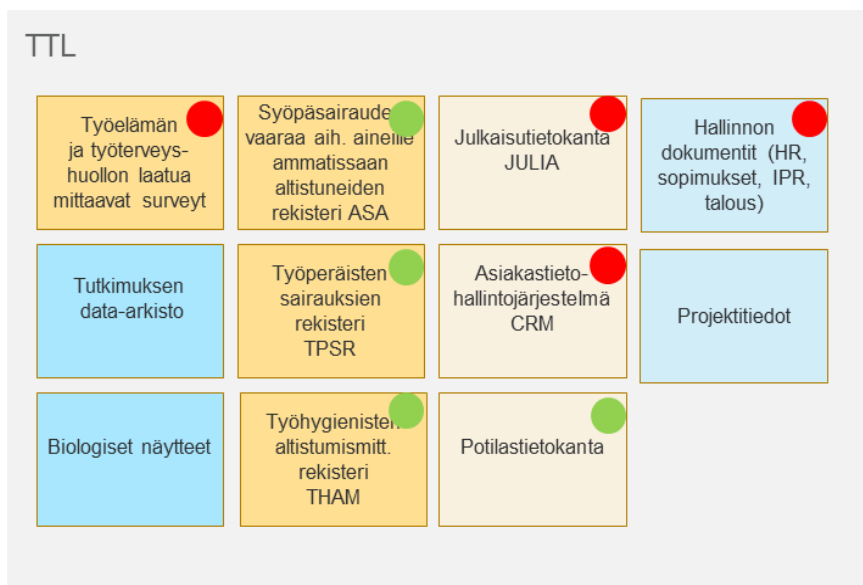 TTL
Työelämän
ja työterveys-
huollon laatua
mittaavat surveyt
Syöpäsairauden
vaaraa aih. aineille
ammatissaan
altistuneiden
rekisteri ASA
Julkaisutietokanta
JULIA
Hallinnon
dokumentit (HR,
sopimukset, IPR,
talous)
Tutkimuksen
data-arkisto
Työperäisten
sairauksien
rekisteri
TPSR
Asiakastieto-
hallintojärjestelmä
CRM
Projektitiedot
Biologiset näytteet
Työhygienisten
altistumismitt.
rekisteri
THAM
Potilastietokanta